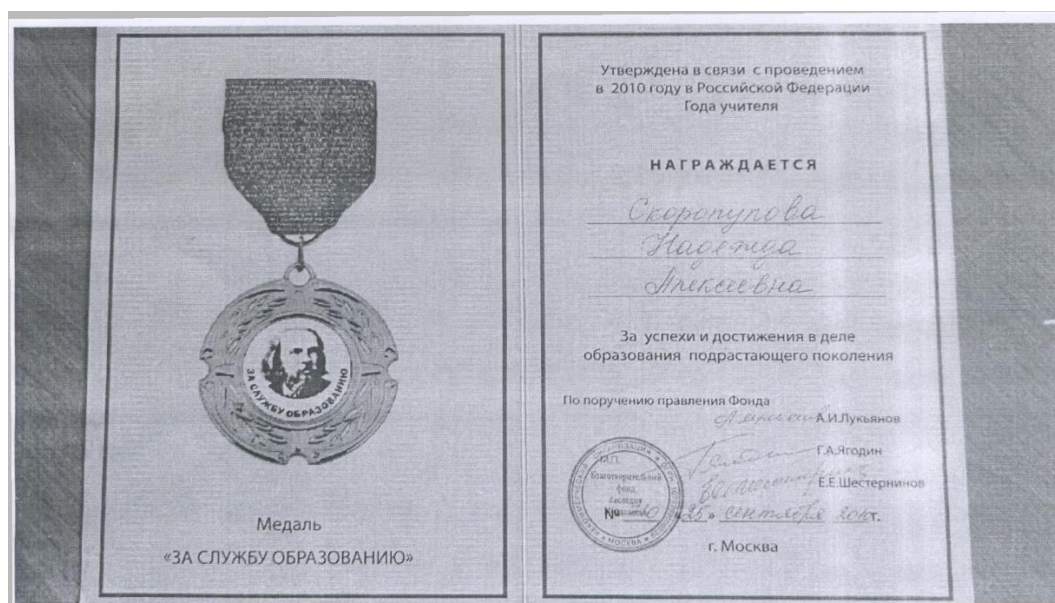 ЗА СЛУЖБУ ОБРАЗОВАНИЮ
Медаль
«ЗА СЛУЖБУ ОБРАЗОВАНИЮ»
Утверждена в связи с проведением
в 2010 году в Российской Федерации
Года учителя
НАГРАЖДАЕТСЯ
Скоропупова
Надежда
Алексеевна
За успехи и достижения в деле
образования подрастающего поколения
По поручению правления Фонда
А.И.Лукьянов
Г.А.Ягодин
Е.Е.Шестернинов
М.П.
Благотворительный
фонд
наследия
№ «25» сентября г.
МОСКВА
г. Москва